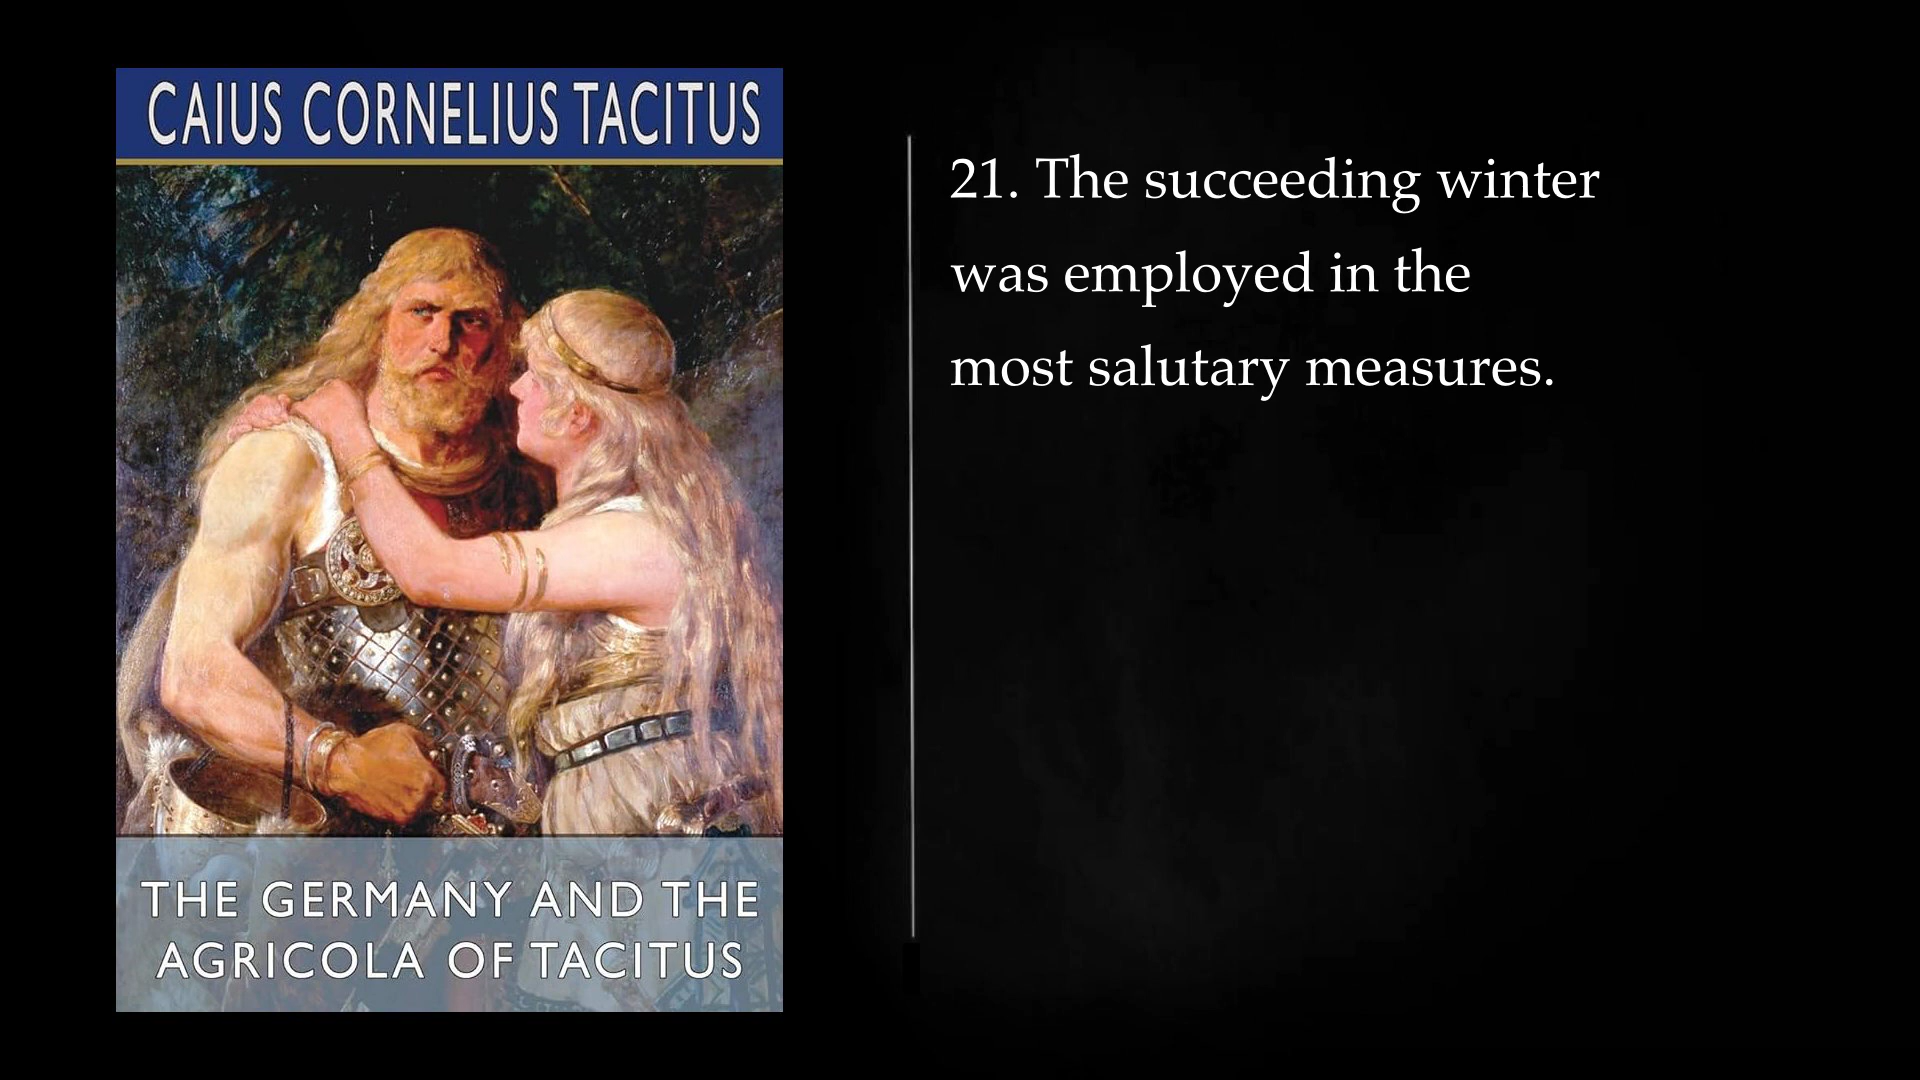 CAIUS CORNELIUS TACITUS
THE GERMANY AND THE
AGRICOLA OF TACITUS
21. The succeeding winter
was employed in the
most salutary measures.